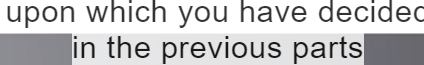 upon which you have decided
in the previous parts